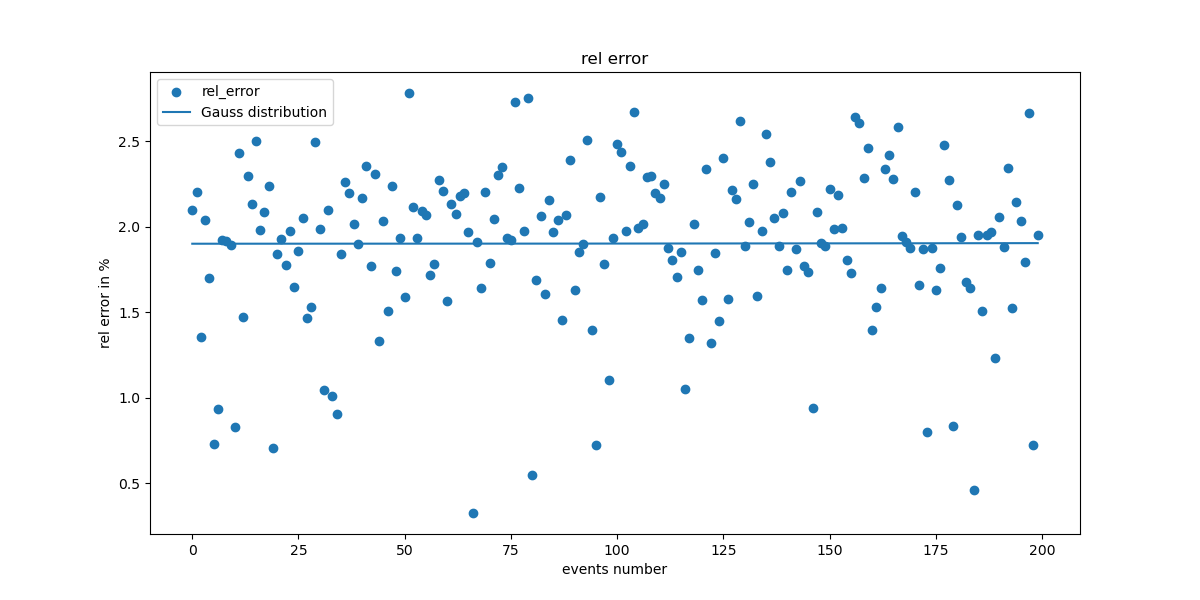 rel error
rel_error
Gauss distribution
rel error in %
2.5
2.0
1.5
1.0
0.5
0 25 50 75 100 125 150 175 200
events number